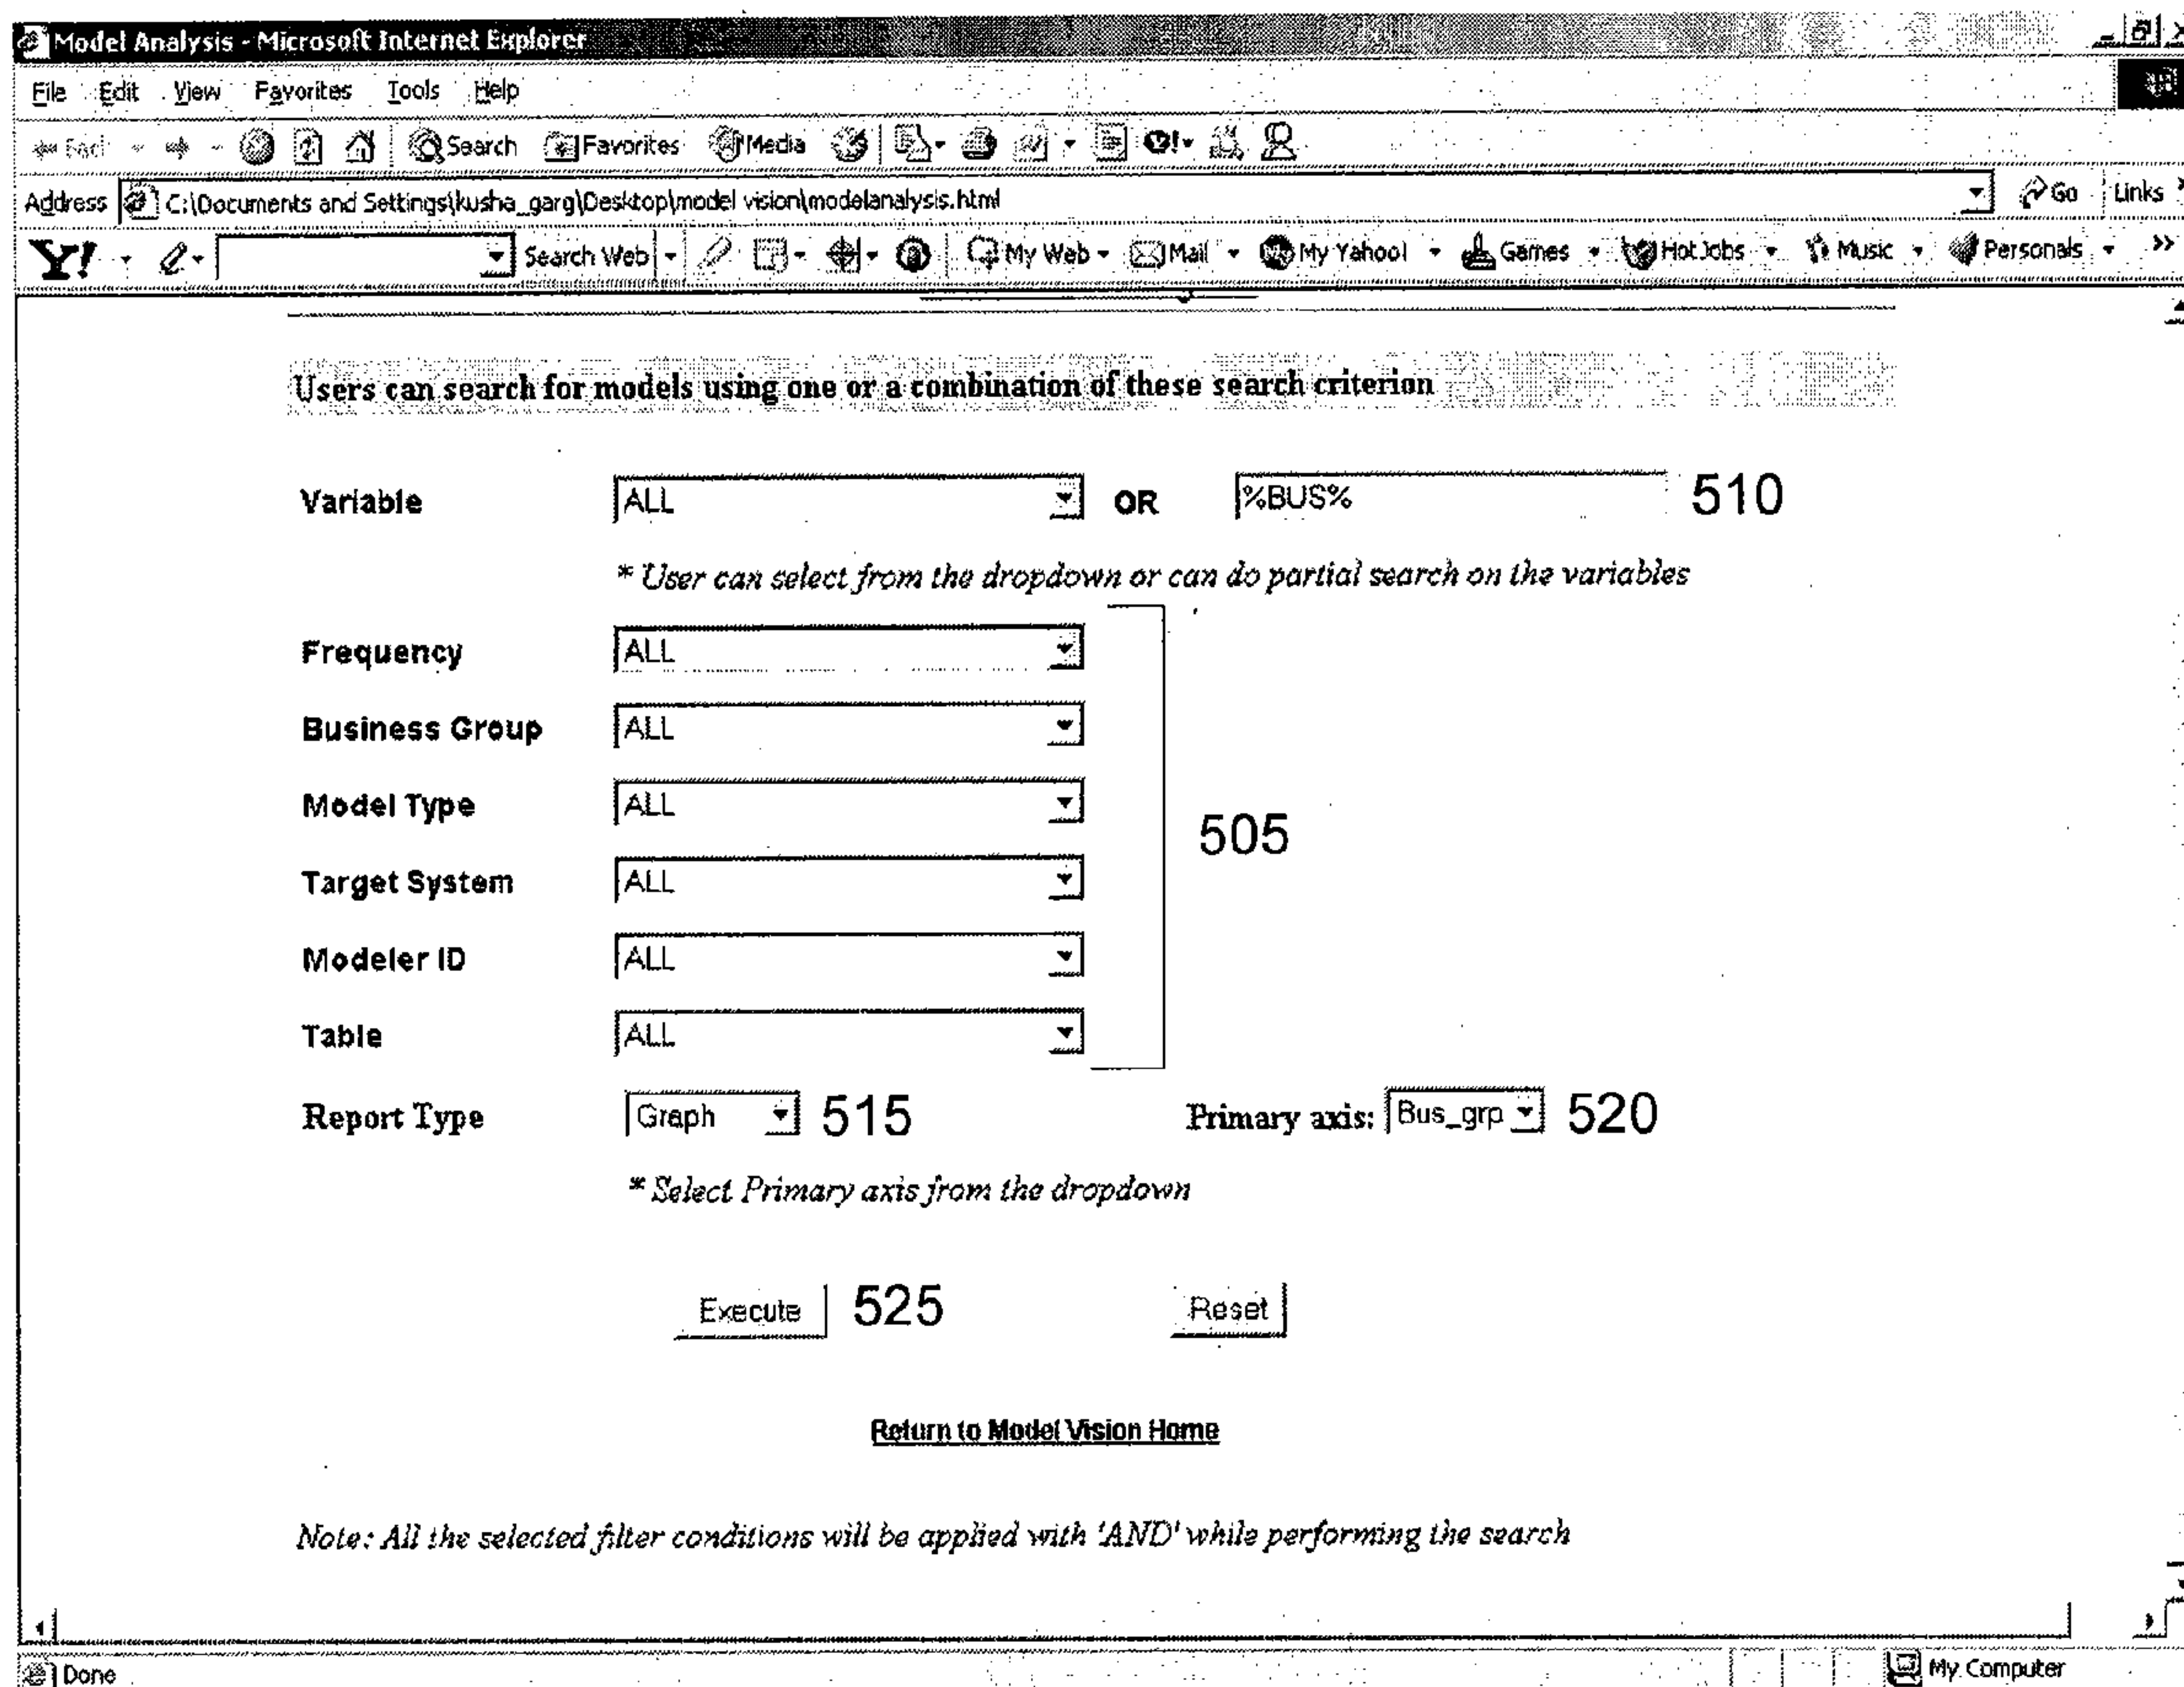 Model Analysis - Microsoft Internet Explorer
File Edit View Favorites Tools Help
Search Favorites Media
Address C:\Documents and Settings\kusha_garg\Desktop\model vision\modelanalysis.html Go Links
Y! Search Web My Web Mail My Yahoo! Games HotJobs Music Personals »
Users can search for models using one or a combination of these search criterion
Variable ALL OR %BUS% 510
* User can select from the dropdown or can do partial search on the variables
Frequency ALL
Business Group ALL
Model Type ALL
505
Target System ALL
Modeler ID ALL
Table ALL
Report Type Graph 515 Primary axis: Bus_grp 520
* Select Primary axis from the dropdown
Execute 525 Reset
Return to Model Vision Home
Note: All the selected filter conditions will be applied with 'AND' while performing the search
Done My Computer